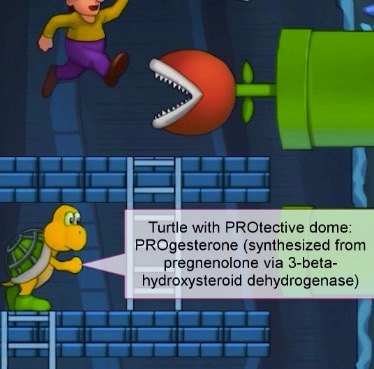 Turtle with PROtective dome:
PROgesterone (synthesized from
pregnenolone via 3-beta-
hydroxysteroid dehydrogenase)